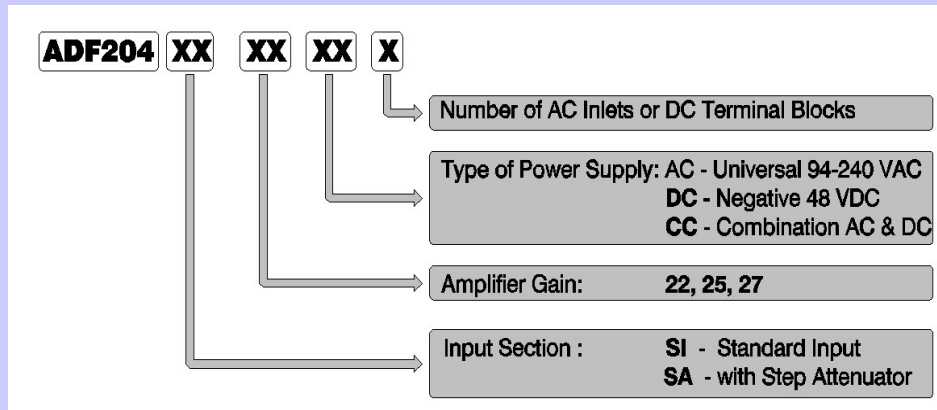 ADF204 XX XX XX X
Number of AC Inlets or DC Terminal Blocks
Type of Power Supply: AC - Universal 94-240 VAC
DC - Negative 48 VDC
CC - Combination AC & DC
Amplifier Gain: 22, 25, 27
Input Section : SI - Standard Input
SA - with Step Attenuator